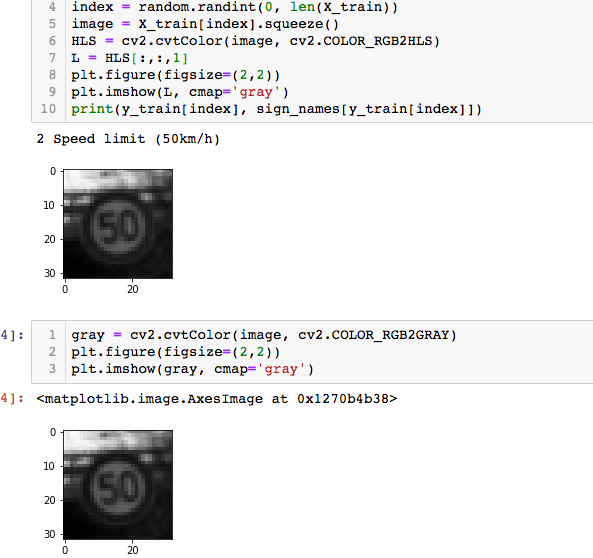 4 index = random.randint(0, len(X_train))
5 image = X_train[index].squeeze()
6 HLS = cv2.cvtColor(image, cv2.COLOR_RGB2HLS)
7 L = HLS[:,:,1]
8 plt.figure(figsize=(2,2))
9 plt.imshow(L, cmap='gray')
10 print(y_train[index], sign_names[y_train[index]])
2 Speed limit (50km/h)
0
10
20
30
50
0 20
4]: 1 gray = cv2.cvtColor(image, cv2.COLOR_RGB2GRAY)
2 plt.figure(figsize=(2,2))
3 plt.imshow(gray, cmap='gray')
4]: <matplotlib.image.AxesImage at 0x1270b4b38>
0
10
20
30
50
0 20